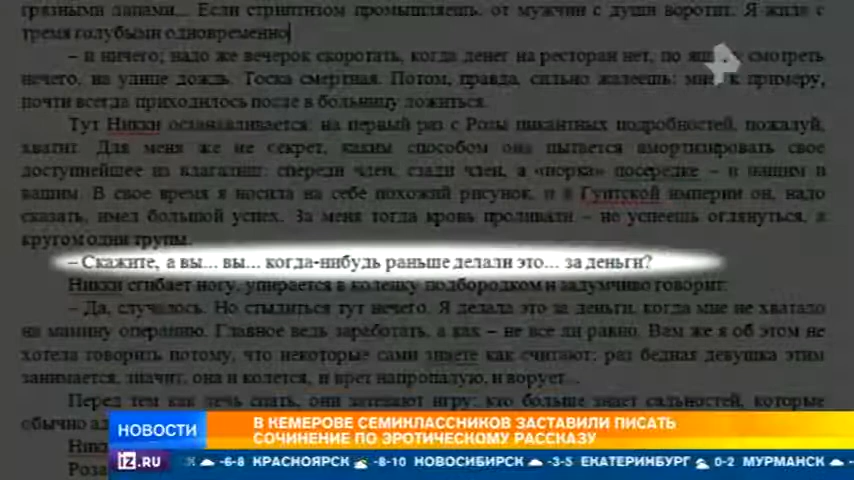 грязными лапами... Если стриптизом промышляешь, от мужчин с души воротит. Я жила с
тремя голубыми одновременно
– и ничего; надо же вечерок скоротать, когда денег на ресторан нет, по ящику смотреть
нечего, на улице дождь. Тоска смертная. Потом, правда, сильно жалеешь: мне, к примеру,
почти всегда приходилось после в больницу ложиться.
Тут Никки останавливается: на первый раз с Розы пикантных подробностей, пожалуй,
хватит. Для меня же не секрет, каким способом она пытается амортизировать свое
доступнейшее из влагалищ: спереди член, сзади член, а «норка» посередке – и нашим и
вашим. В свое время я носила на себе похожий рисунок, и в Гуптской империи он, надо
сказать, имел большой успех. За меня тогда кровь проливали – не успеешь оглянуться, а
кругом одни трупы.
– Скажите, а вы... вы... когда-нибудь раньше делали это... за деньги?
Никки сгибает ногу, упирается в коленку подбородком и задумчиво говорит:
– Да, случалось. Но стыдиться тут нечего. Я делала это за деньги, когда мне не хватало
на мамину операцию. Главное ведь заработать, а как – не все ли равно. Вам же я об этом не
хотела говорить потому, что некоторые сами знаете как считают: раз бедная девушка этим
занимается, значит, она и колется, и врет напропалую, и ворует...
Перед тем как лечь спать, они затевают игру: кто больше знает сальностей, которые
обычно
Никк
Роза
НОВОСТИ
В КЕМЕРОВЕ СЕМИКЛАССНИКОВ ЗАСТАВИЛИ ПИСАТЬ
СОЧИНЕНИЕ ПО ЭРОТИЧЕСКОМУ РАССКАЗУ
IZ.RU
-6-8 КРАСНОЯРСК -8-10 НОВОСИБИРСК -3-5 ЕКАТЕРИНБУРГ 0-2 МУРМАНСК